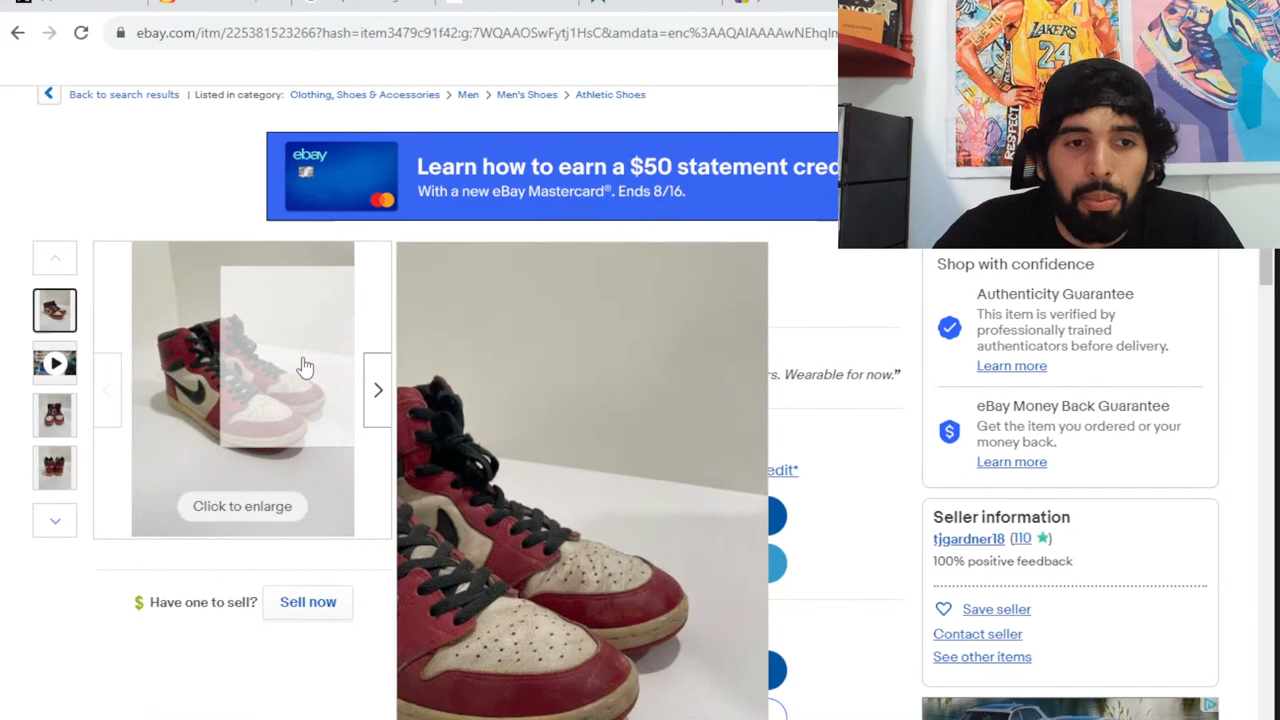 ebay.com/itm/225381523266?hash=item3479c91f42:g:7WQAAOSwFytj1HsC&amdata=enc%3AAQAIAAAAwNEhqIm
Back to search results | Listed in category: Clothing, Shoes & Accessories > Men > Men's Shoes > Athletic Shoes
ebay
Learn how to earn a $50 statement cred
With a new eBay Mastercard®. Ends 8/16.
LAKERS
24
RESPECT
Shop with confidence
Authenticity Guarantee
This item is verified by
professionally trained
authenticators before delivery.
Learn more
rs. Wearable for now.”
eBay Money Back Guarantee
Get the item you ordered or your
money back.
Learn more
edit*
Click to enlarge
Seller information
tjgardner18 (110)
100% positive feedback
$ Have one to sell? Sell now
Save seller
Contact seller
See other items